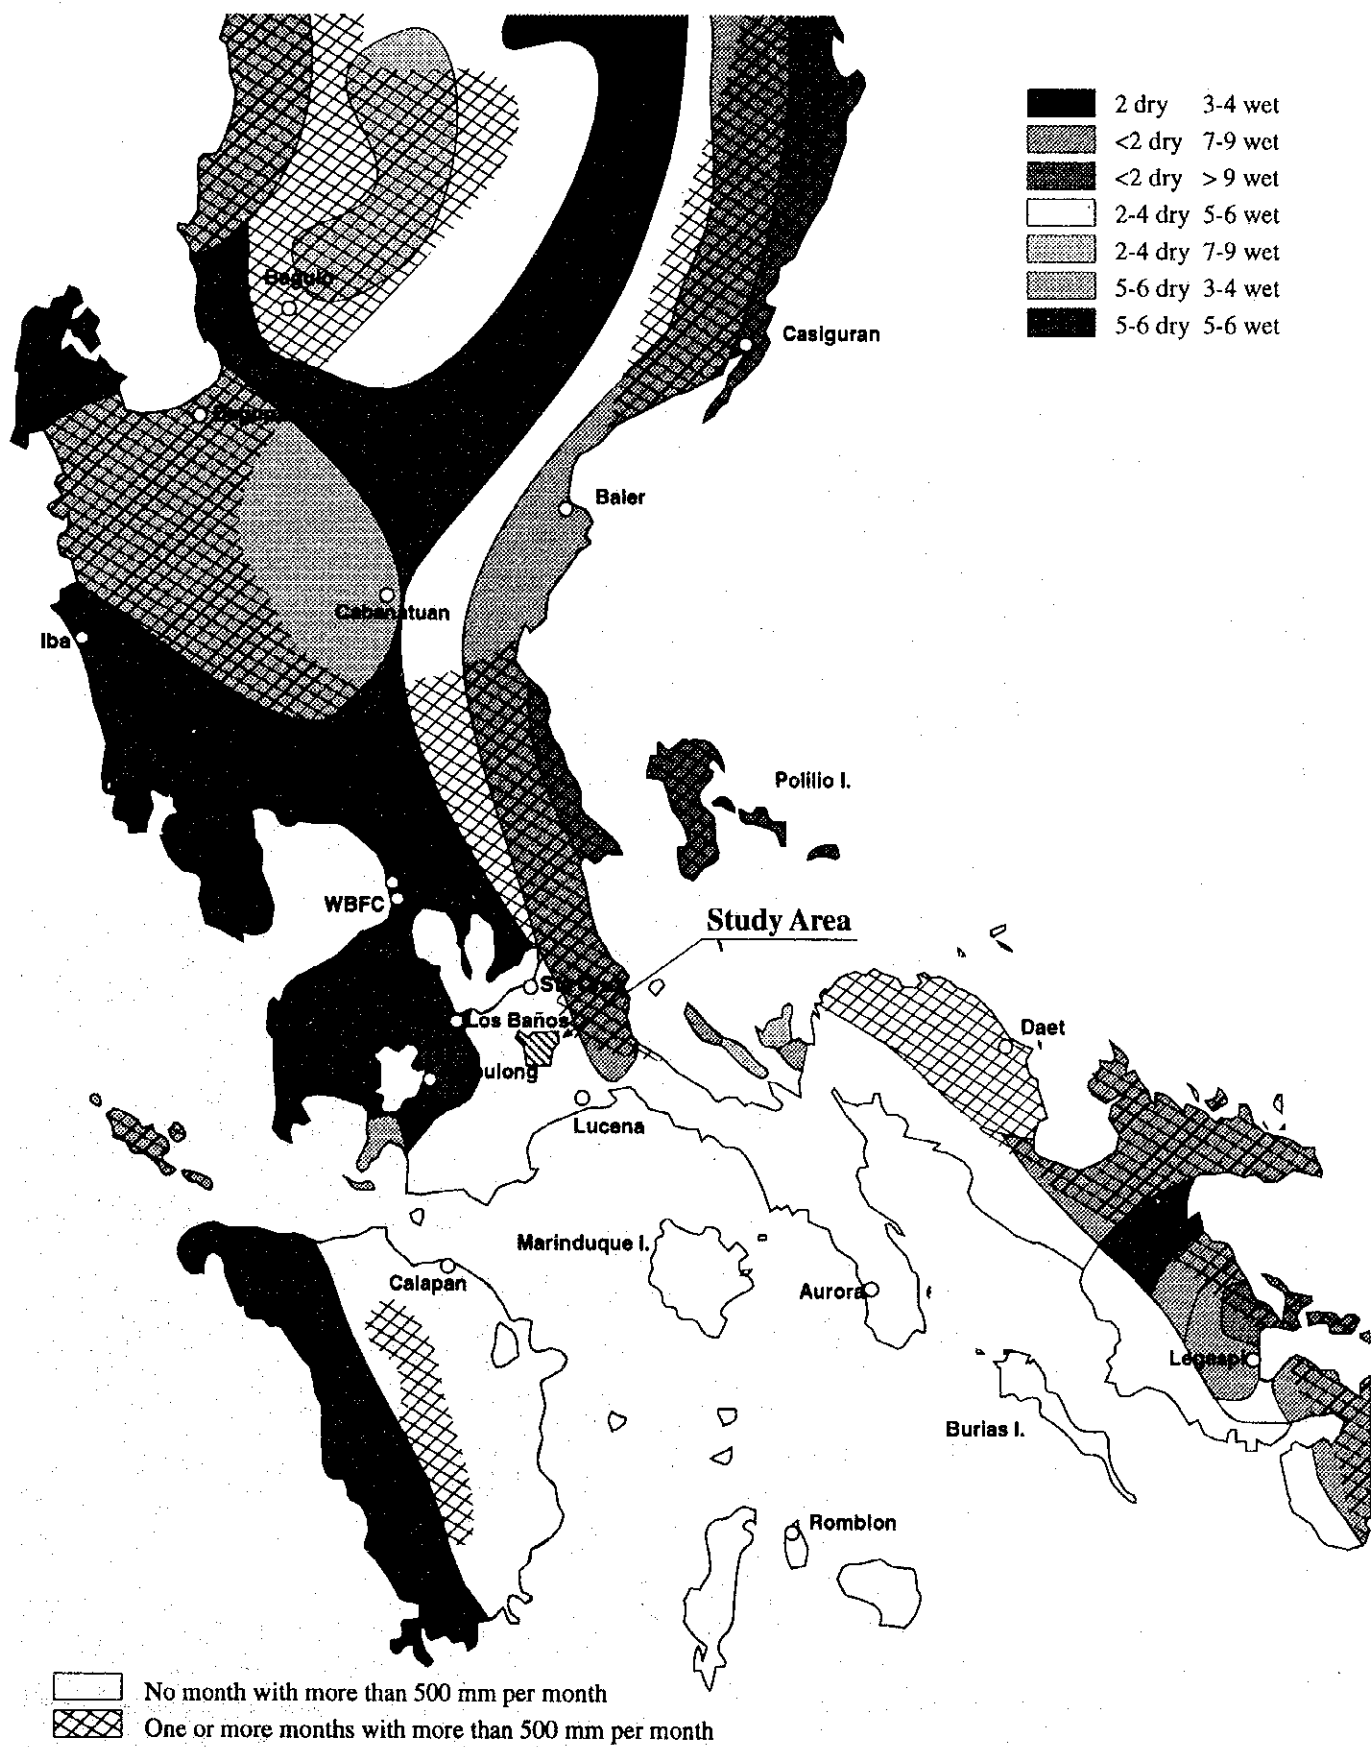 2 dry 3-4 wet
<2 dry 7-9 wet
<2 dry > 9 wet
2-4 dry 5-6 wet
2-4 dry 7-9 wet
5-6 dry 3-4 wet
5-6 dry 5-6 wet
Baguio
Casiguran
Baler
Cabanatuan
Iba
Polilio I.
WBFC
Study Area
Los Baños
Daet
Lucena
Marinduque I.
Calapan
Aurora
Legaspi
Burias I.
Romblon
No month with more than 500 mm per month
One or more months with more than 500 mm per month